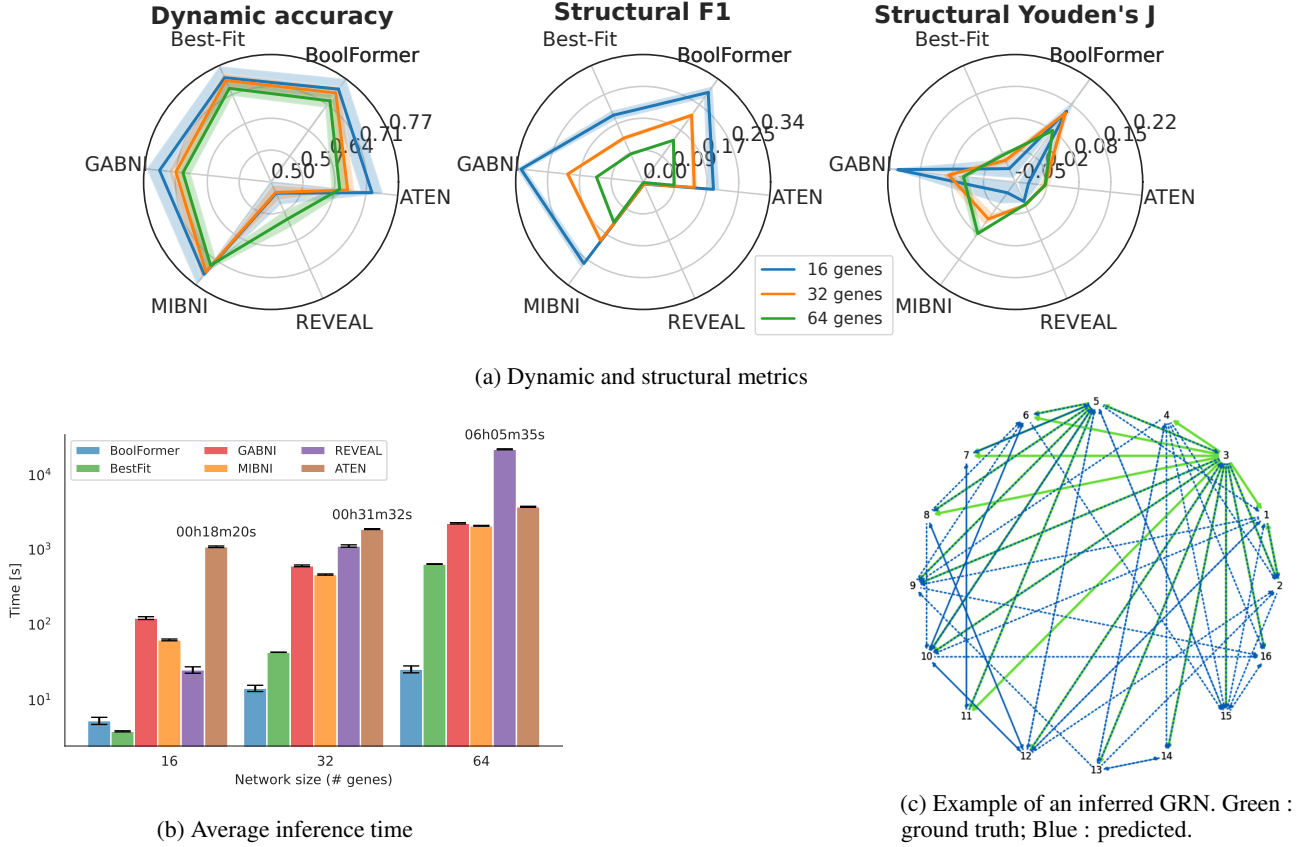 Dynamic accuracy
Structural F1
Structural Youden's J
Best-Fit
BoolFormer
GABNI
ATEN
MIBNI
REVEAL
0.50
0.57
0.64
0.71
0.77
Best-Fit
BoolFormer
GABNI
ATEN
MIBNI
REVEAL
0.00
0.09
0.17
0.25
0.34
Best-Fit
BoolFormer
GABNI
ATEN
MIBNI
REVEAL
-0.05
0.02
0.08
0.15
0.22
16 genes
32 genes
64 genes
(a) Dynamic and structural metrics
BoolFormer
BestFit
GABNI
MIBNI
REVEAL
ATEN
00h18m20s
00h31m32s
06h05m35s
Time [s]
10⁴
10³
10²
10¹
16
32
64
Network size (# genes)
(b) Average inference time
5
4
6
3
7
1
8
2
9
16
10
15
11
14
12
13
(c) Example of an inferred GRN. Green :
ground truth; Blue : predicted.